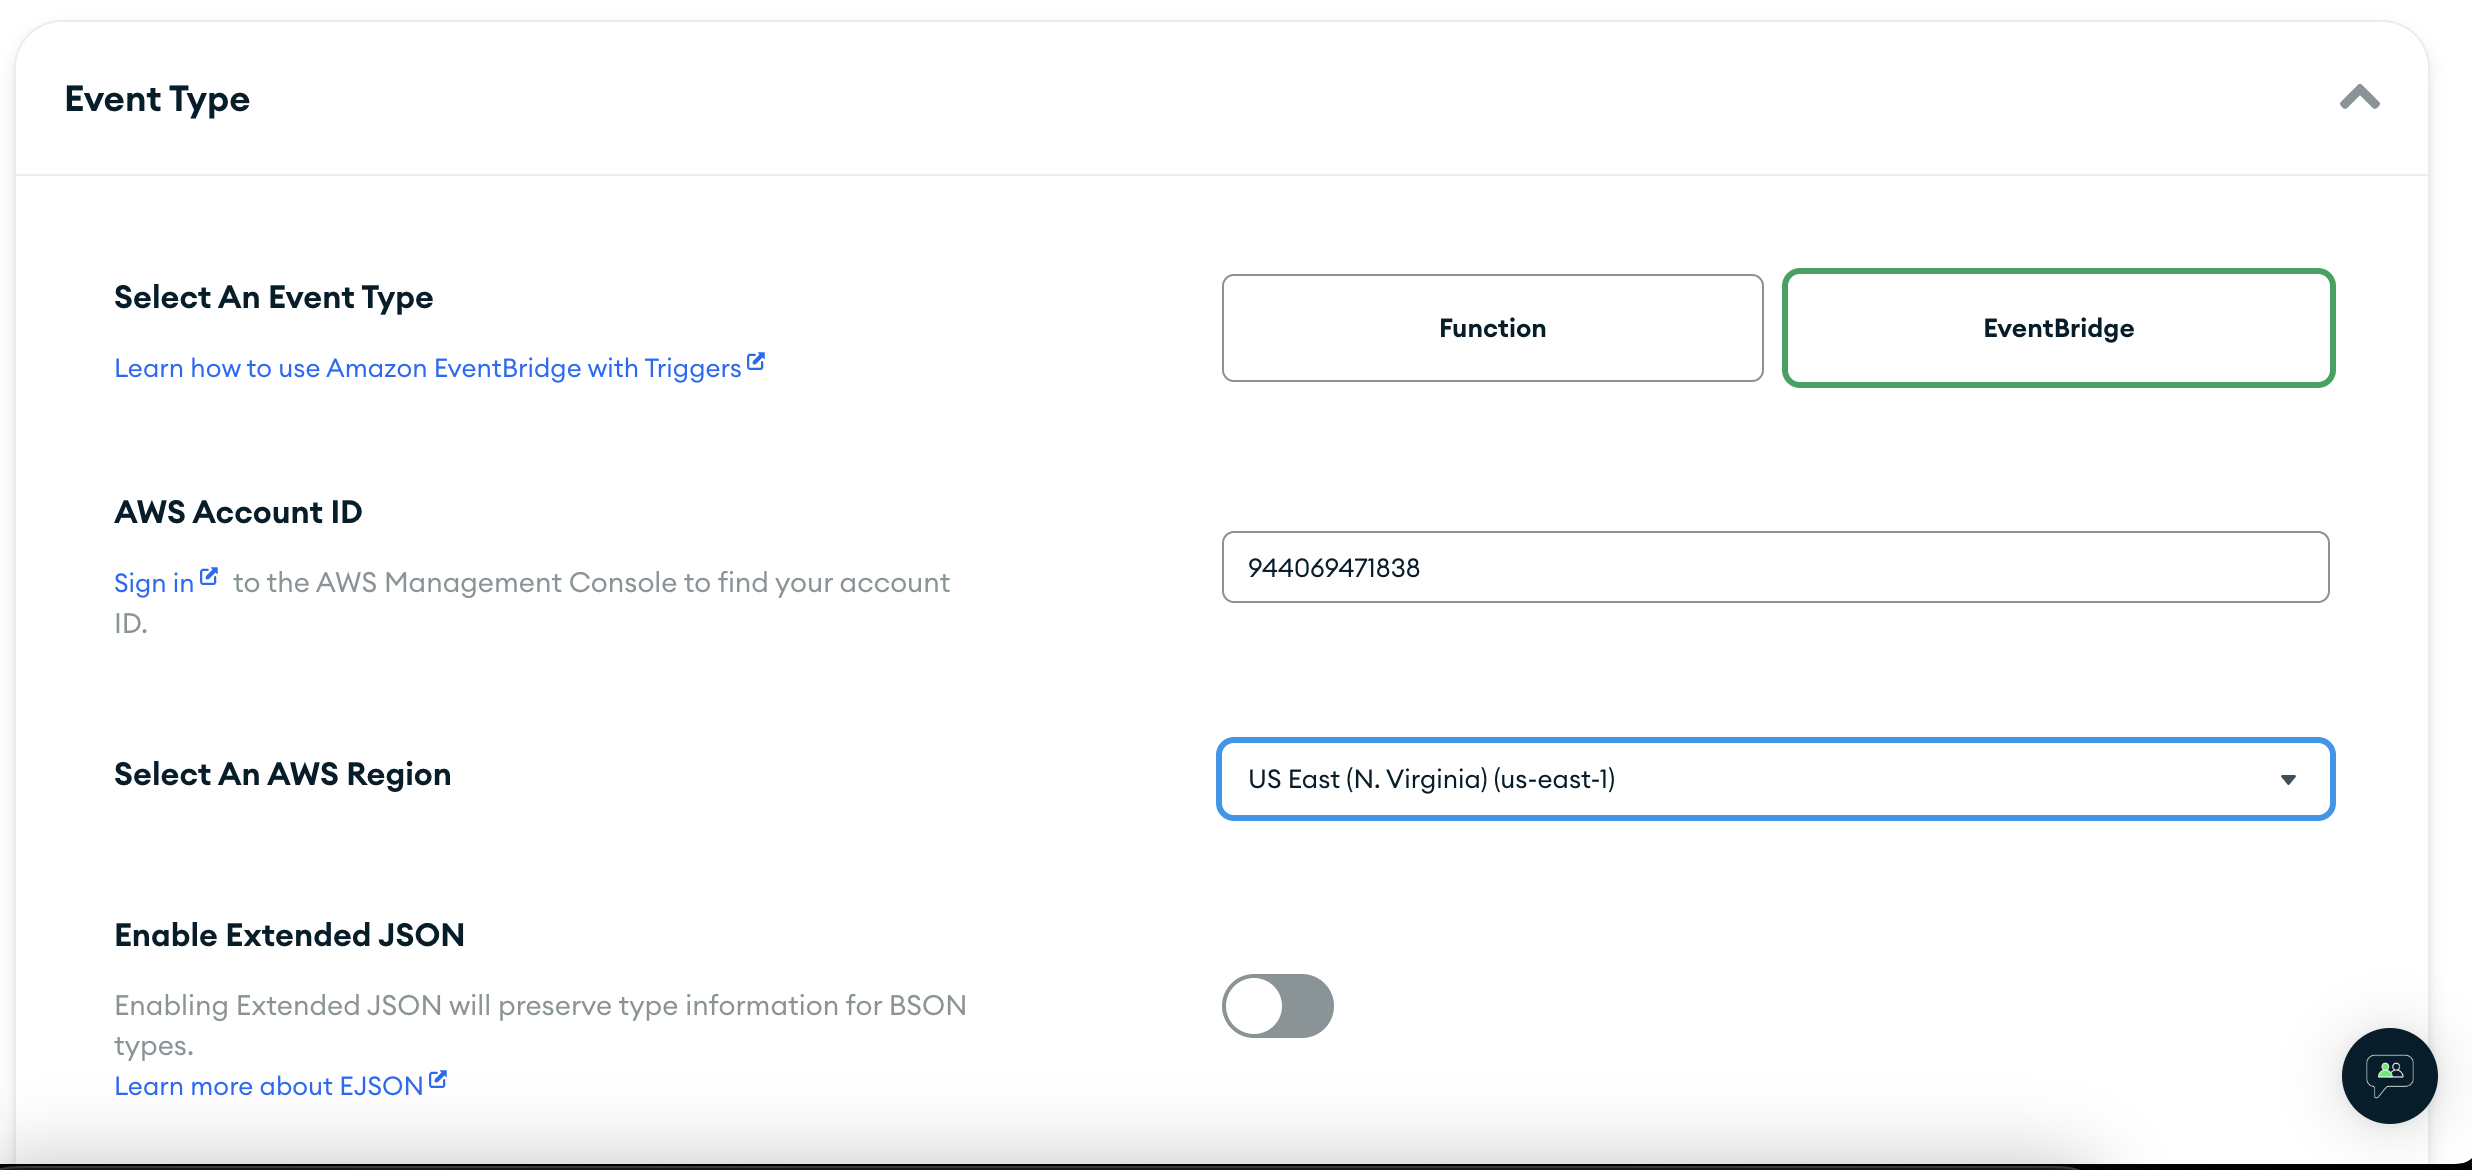 Event Type
Select An Event Type
Learn how to use Amazon EventBridge with Triggers
Function
EventBridge
AWS Account ID
Sign in to the AWS Management Console to find your account
ID.
944069471838
Select An AWS Region
US East (N. Virginia) (us-east-1)
Enable Extended JSON
Enabling Extended JSON will preserve type information for BSON
types.
Learn more about EJSON